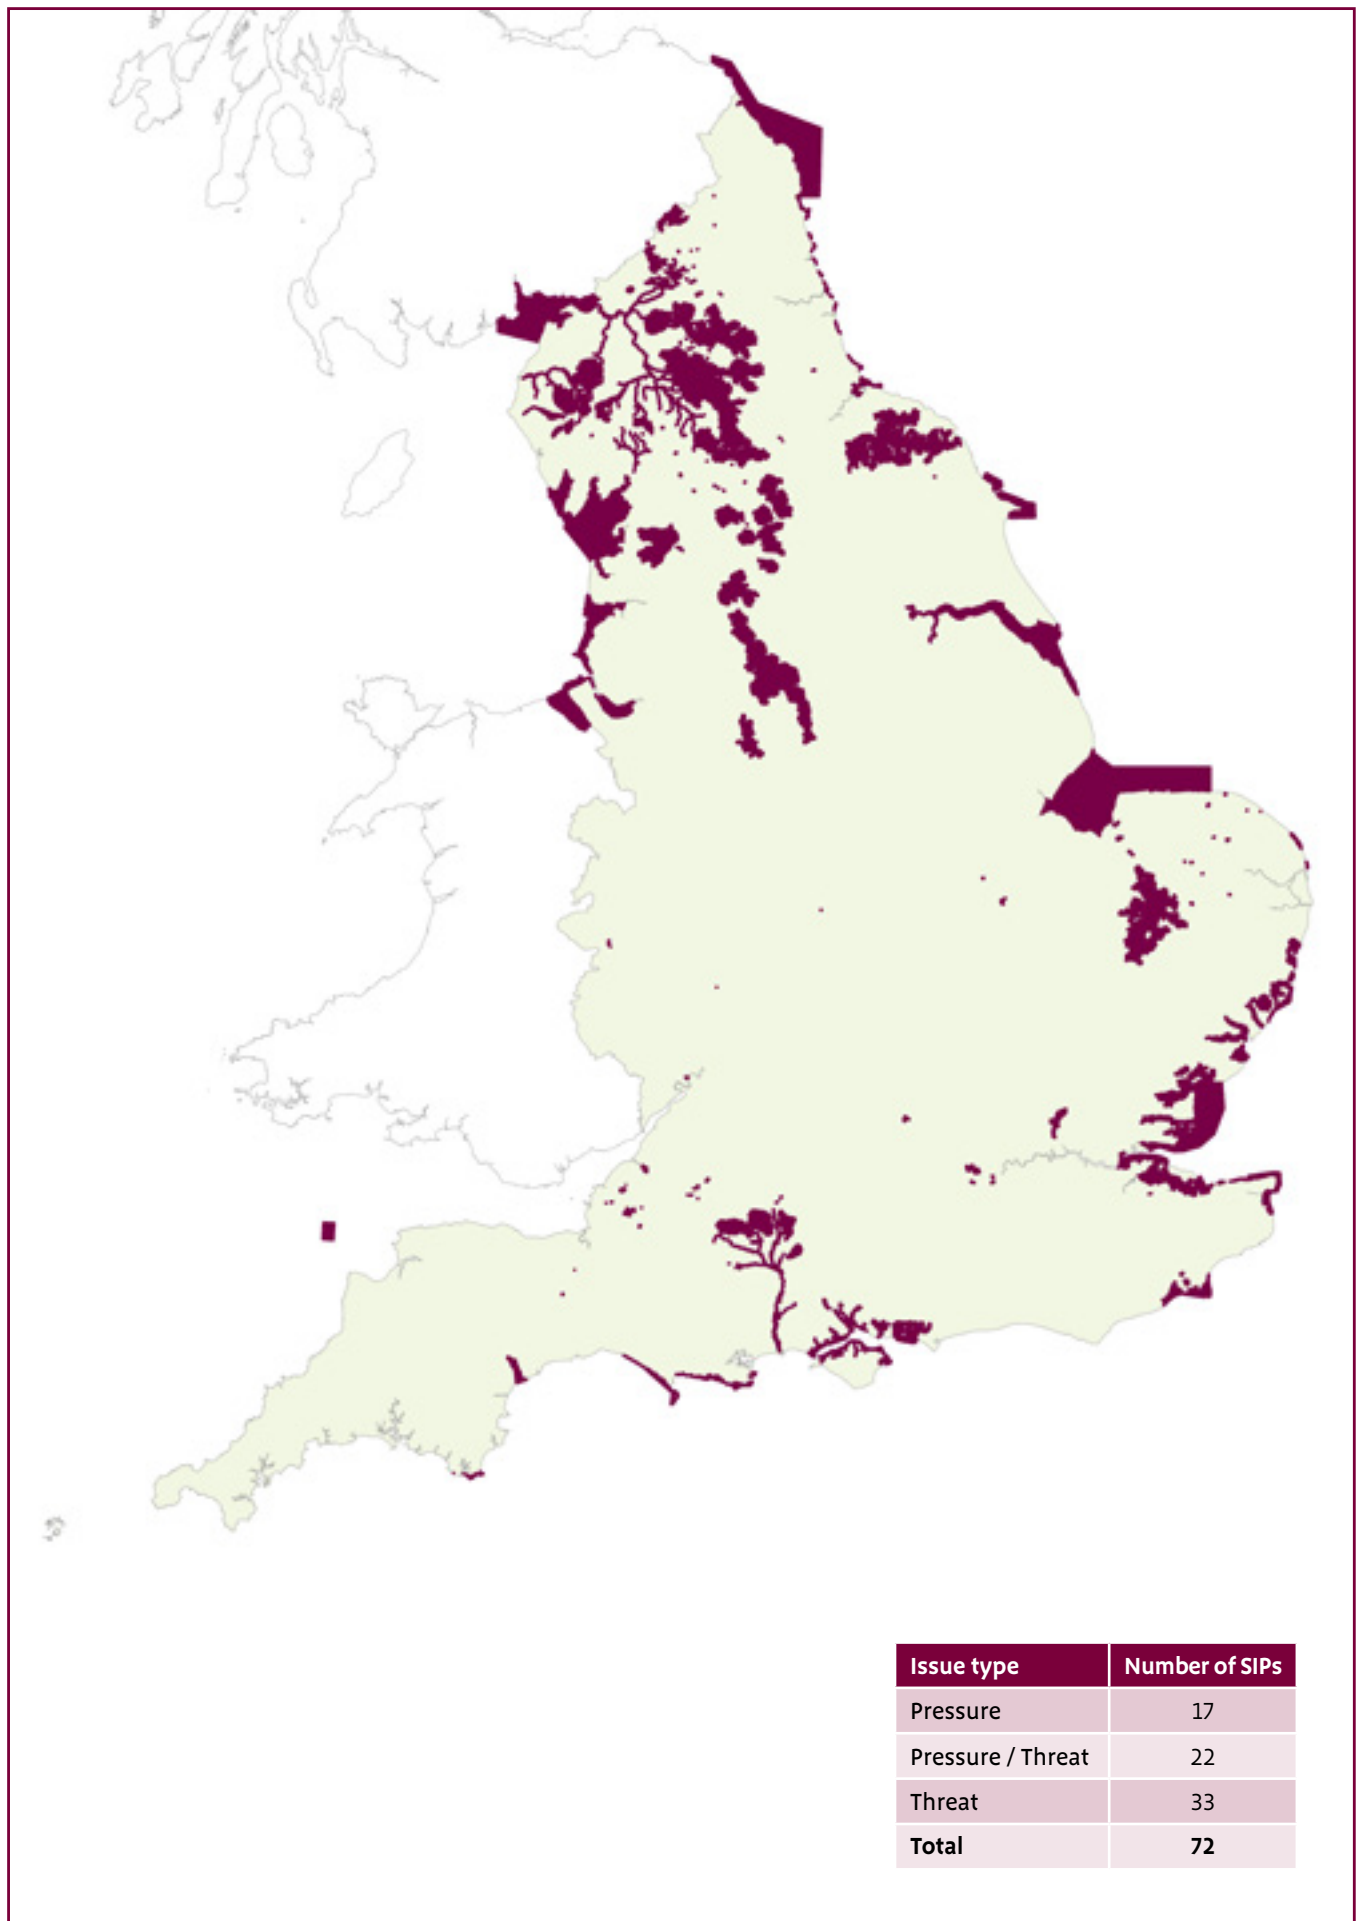 Issue type Number of SIPs
Pressure 17
Pressure / Threat 22
Threat 33
Total 72